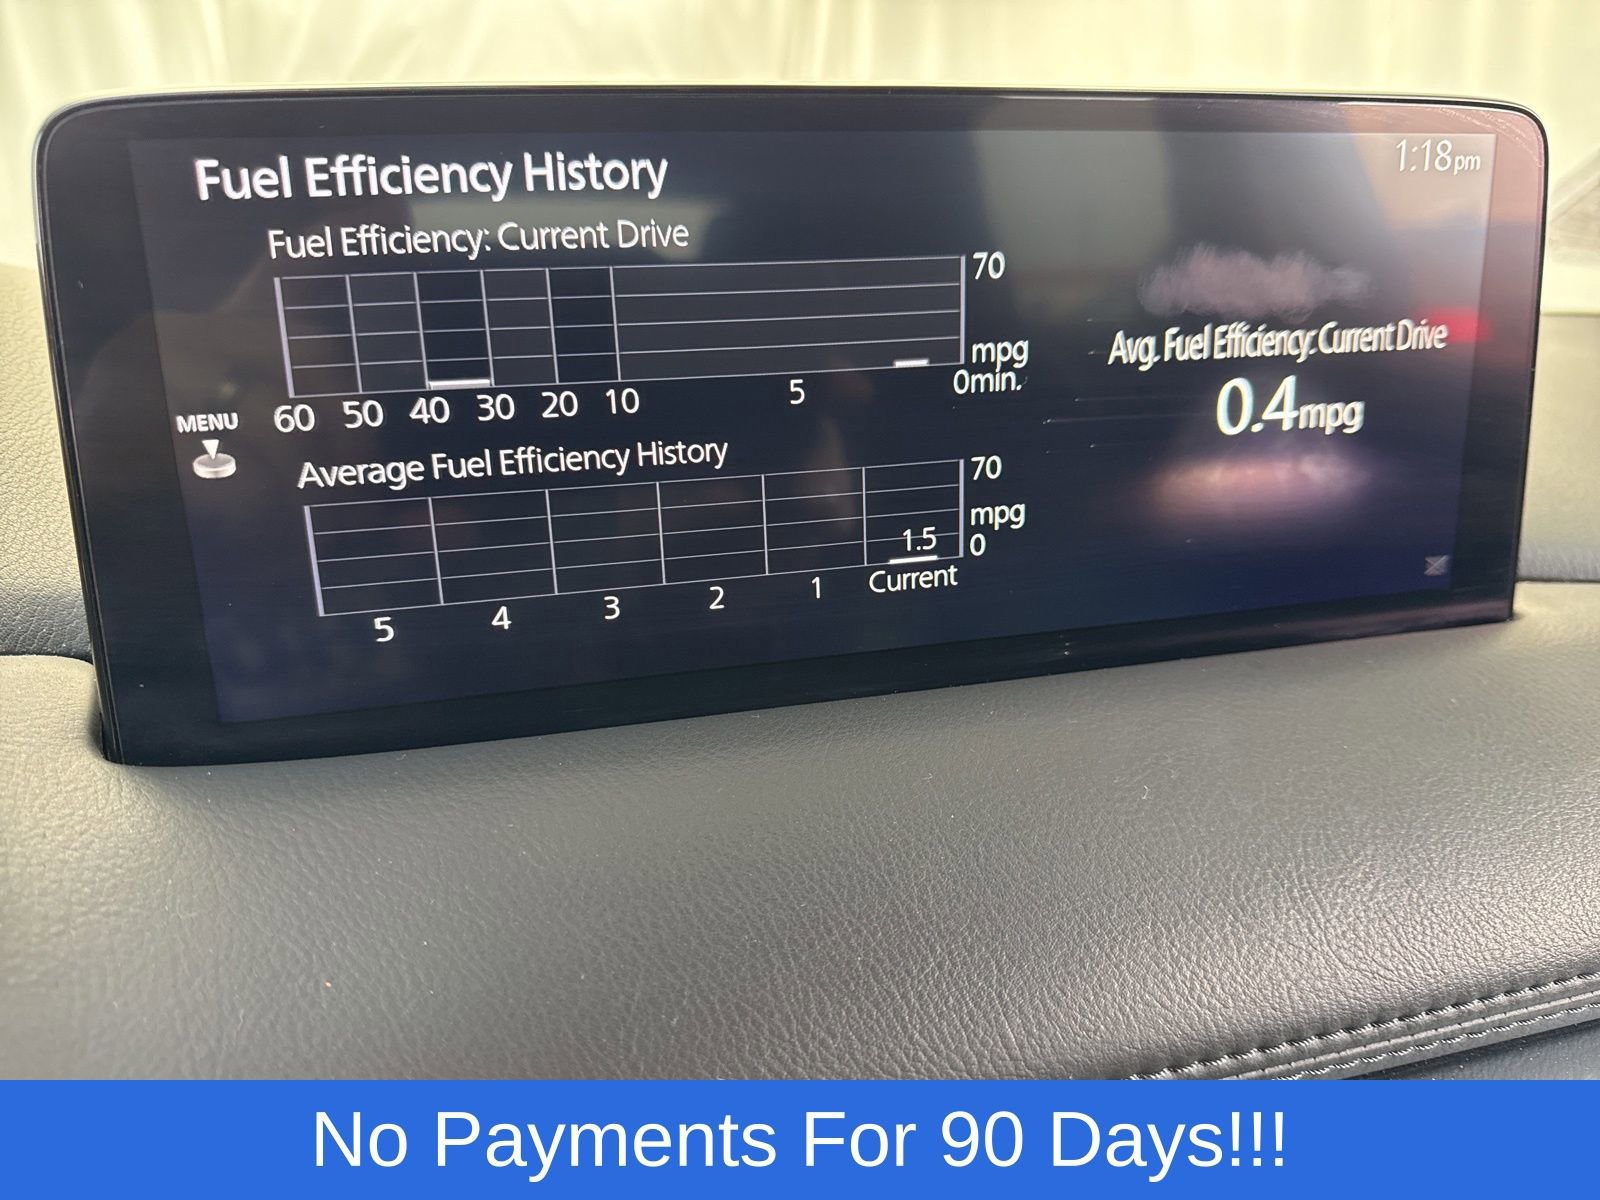 1:18pm
Fuel Efficiency History
Fuel Efficiency: Current Drive
70
mpg
0min.
60 50 40 30 20 10 5
MENU
Avg. Fuel Efficiency: Current Drive
0.4mpg
Average Fuel Efficiency History
70
mpg
0
1.5
5 4 3 2 1 Current
No Payments For 90 Days!!!